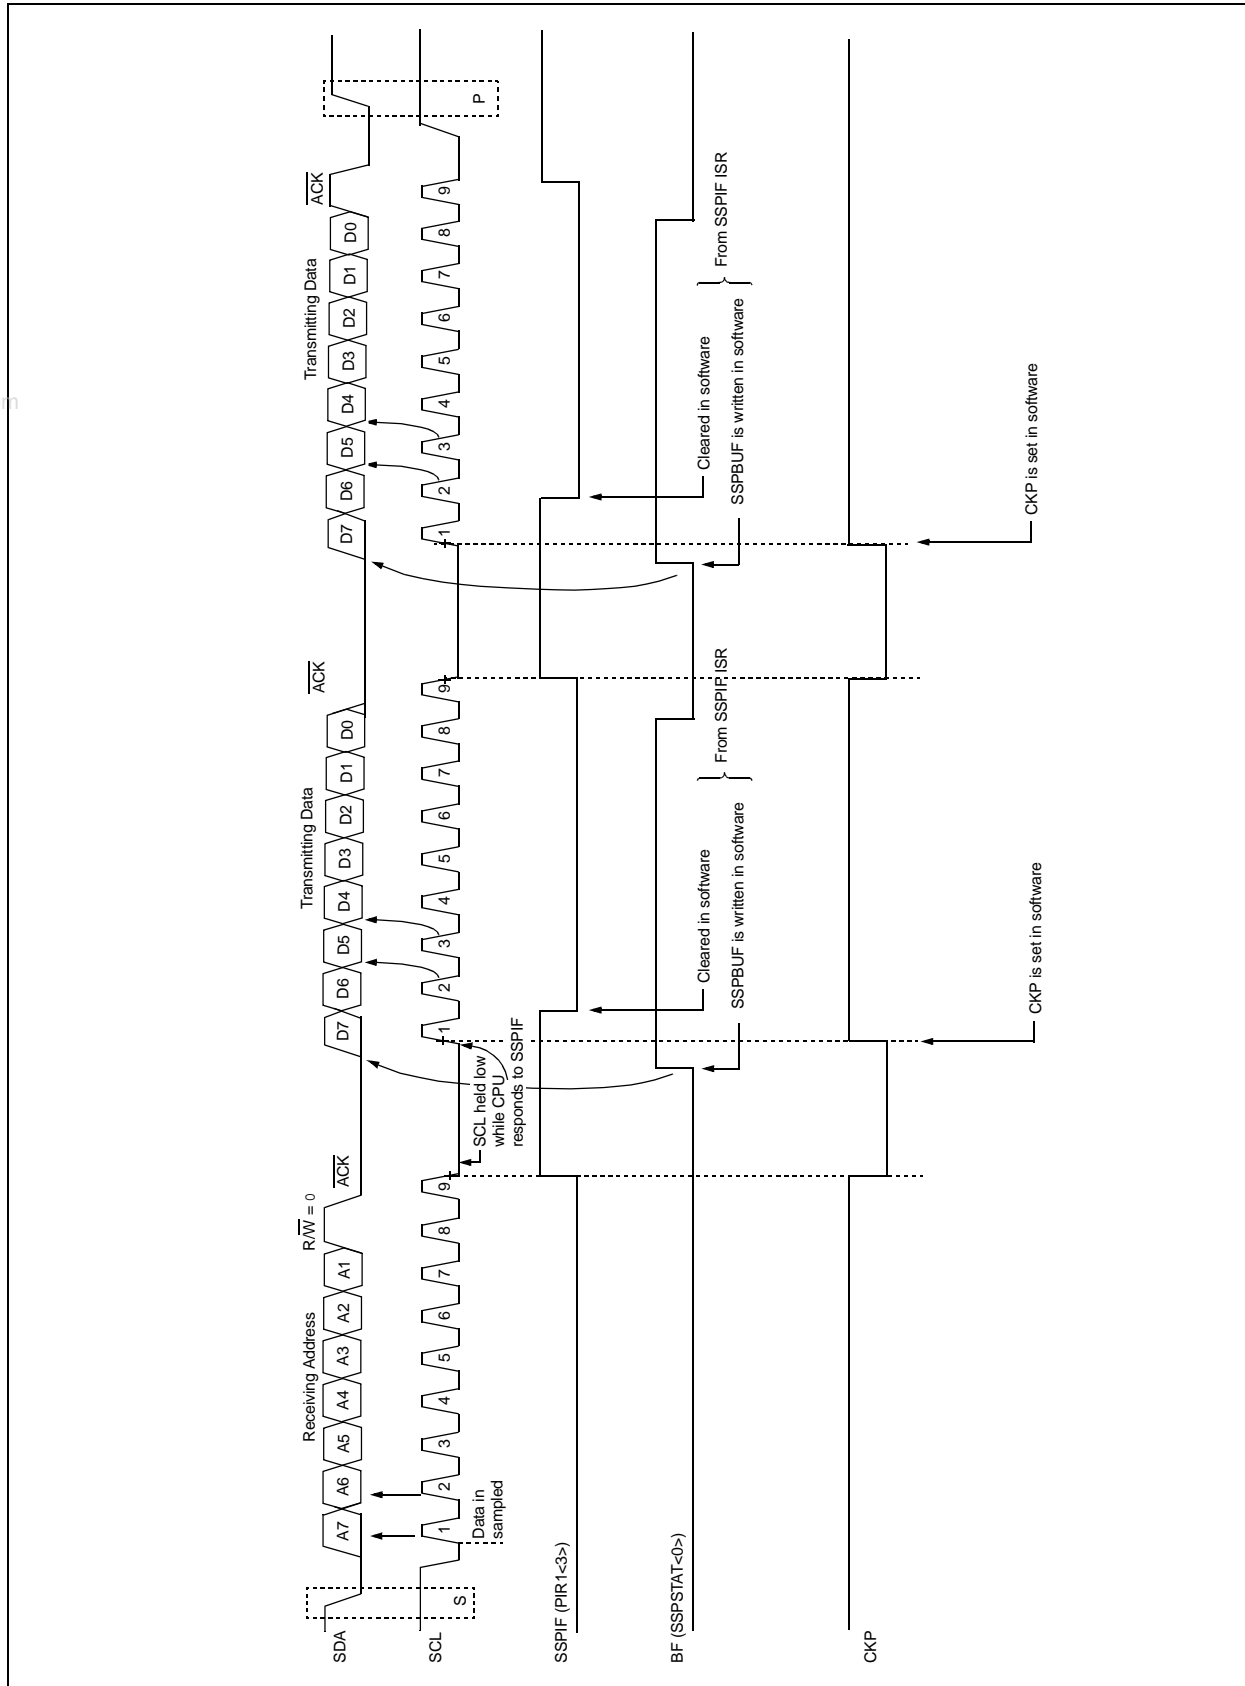 Receiving Address
R/W = 0
ACK
Transmitting Data
ACK
Transmitting Data
ACK
SDA
A7 A6 A5 A4 A3 A2 A1
D7 D6 D5 D4 D3 D2 D1 D0
D7 D6 D5 D4 D3 D2 D1 D0
SCL
S
1 2 3 4 5 6 7 8 9
1 2 3 4 5 6 7 8 9
1 2 3 4 5 6 7 8 9
P
Data in
sampled
SCL held low
while CPU
responds to SSPIF
SSPIF (PIR1<3>)
BF (SSPSTAT<0>)
Cleared in software
SSPBUF is written in software
From SSPIF ISR
Cleared in software
SSPBUF is written in software
From SSPIF ISR
CKP
CKP is set in software
CKP is set in software
m